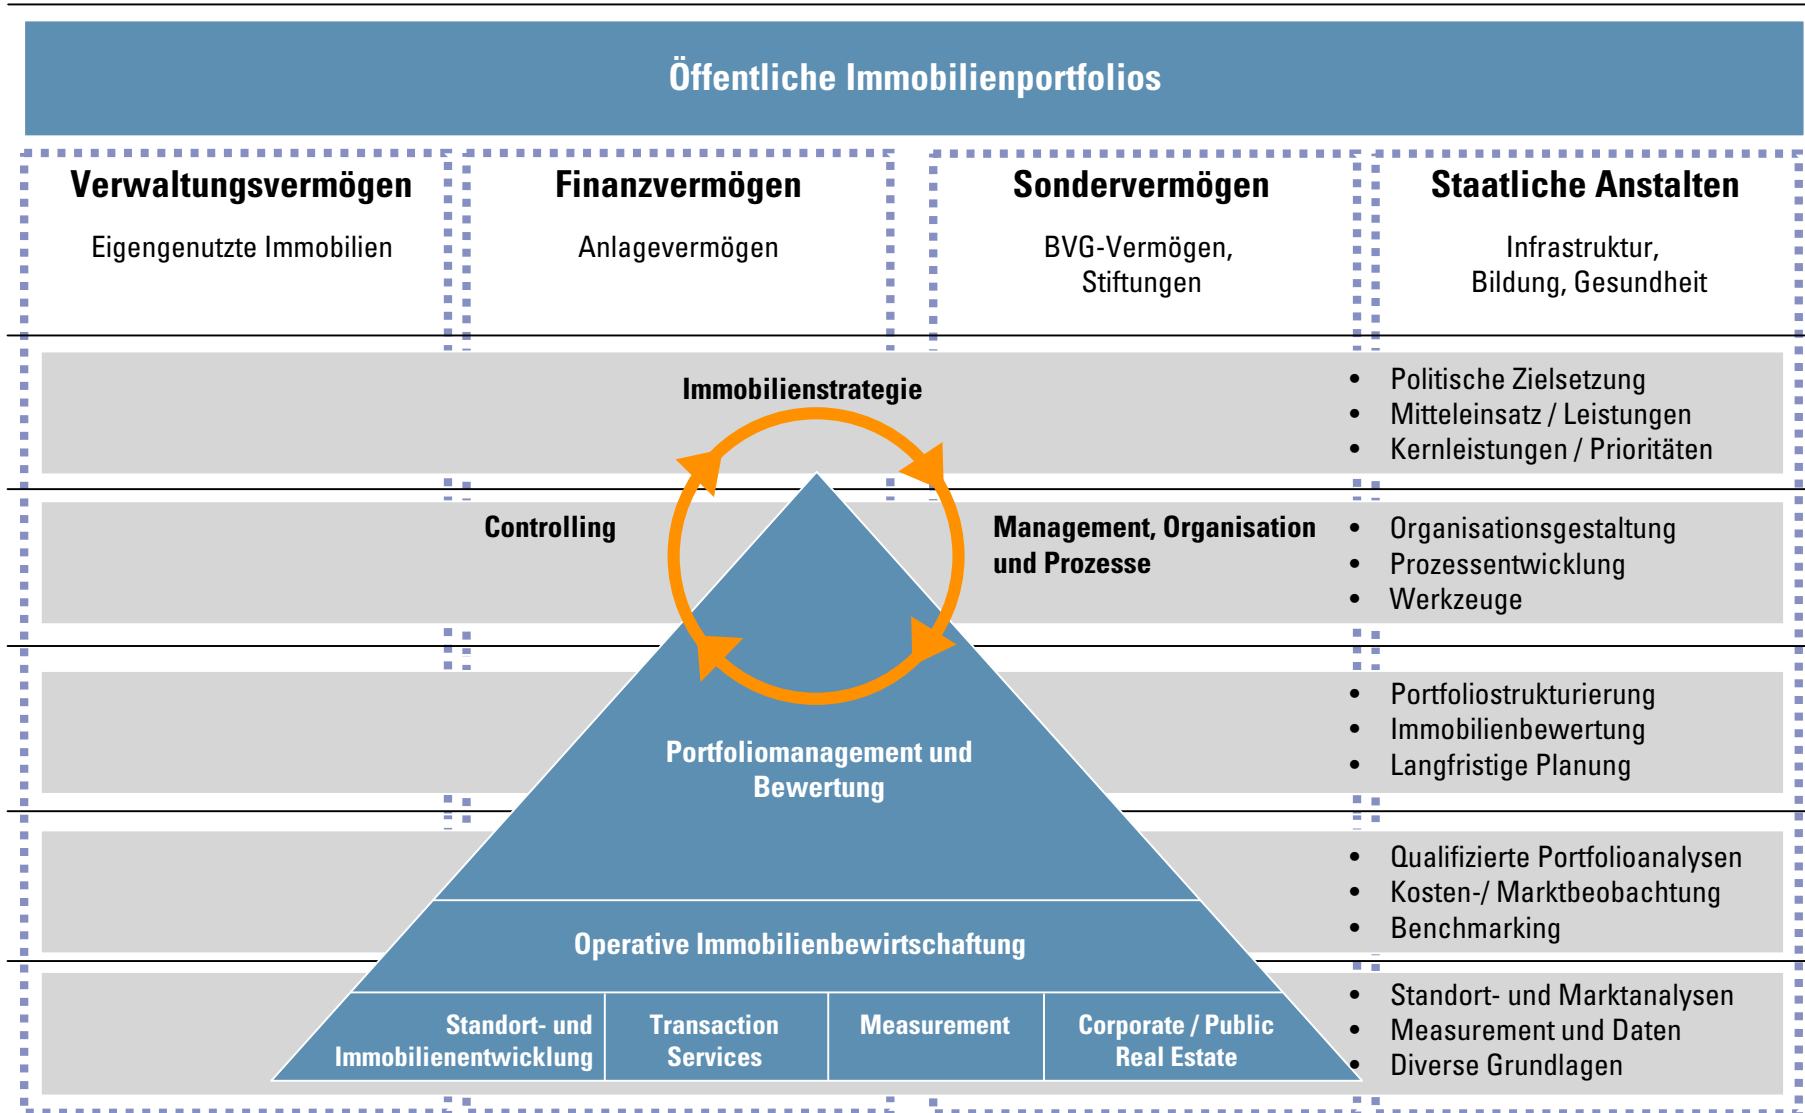 Öffentliche Immobilienportfolios
Verwaltungsvermögen
Eigengenutzte Immobilien
Finanzvermögen
Anlagevermögen
Sondervermögen
BVG-Vermögen,
Stiftungen
Staatliche Anstalten
Infrastruktur,
Bildung, Gesundheit
Immobilienstrategie
• Politische Zielsetzung
• Mitteleinsatz / Leistungen
• Kernleistungen / Prioritäten
Controlling
Management, Organisation
und Prozesse
• Organisationsgestaltung
• Prozessentwicklung
• Werkzeuge
Portfoliomanagement und
Bewertung
• Portfoliostrukturierung
• Immobilienbewertung
• Langfristige Planung
• Qualifizierte Portfolioanalysen
• Kosten-/ Marktbeobachtung
• Benchmarking
Operative Immobilienbewirtschaftung
Standort- und
Immobilienentwicklung
Transaction
Services
Measurement
Corporate / Public
Real Estate
• Standort- und Marktanalysen
• Measurement und Daten
• Diverse Grundlagen